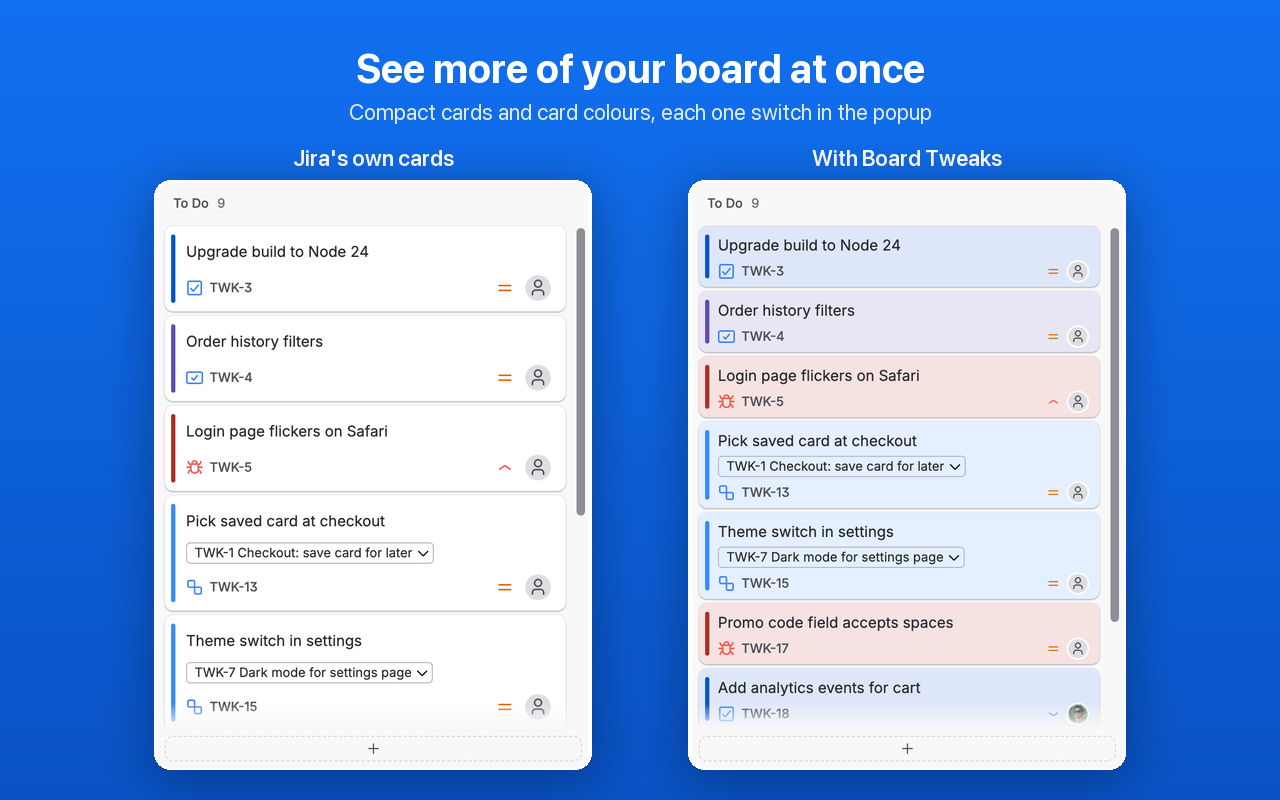 See more of your board at once
Compact cards and card colours, each one switch in the popup
Jira's own cards
To Do 9
Upgrade build to Node 24
TWK-3
Order history filters
TWK-4
Login page flickers on Safari
TWK-5
Pick saved card at checkout
TWK-1 Checkout: save card for later
TWK-13
Theme switch in settings
TWK-7 Dark mode for settings page
TWK-15
With Board Tweaks
To Do 9
Upgrade build to Node 24
TWK-3
Order history filters
TWK-4
Login page flickers on Safari
TWK-5
Pick saved card at checkout
TWK-1 Checkout: save card for later
TWK-13
Theme switch in settings
TWK-7 Dark mode for settings page
TWK-15
Promo code field accepts spaces
TWK-17
Add analytics events for cart
TWK-18